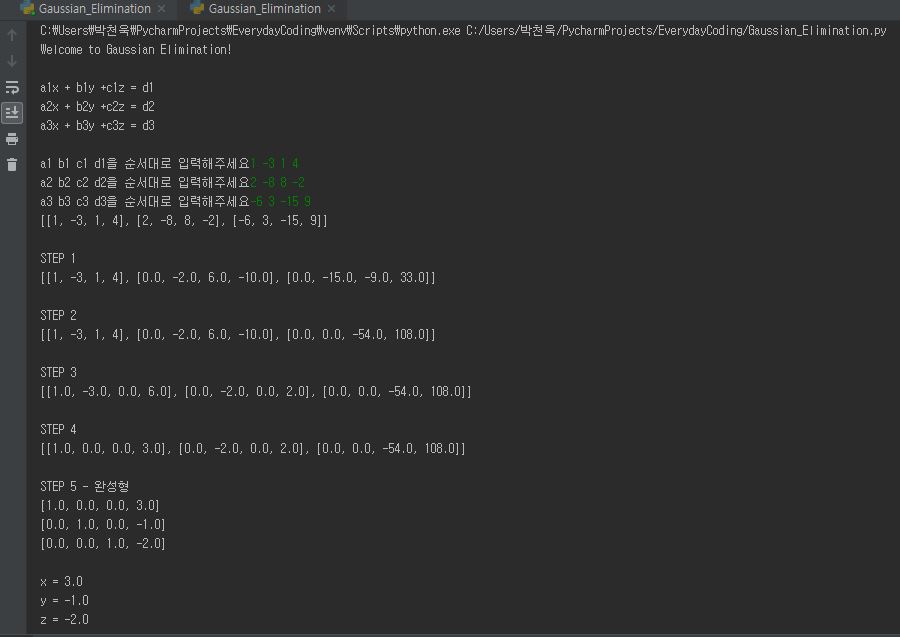 Gaussian_Elimination × Gaussian_Elimination ×
C:₩Users₩박천욱₩PycharmProjects₩EverydayCoding₩venv₩Scripts₩python.exe C:/Users/박천욱/PycharmProjects/EverydayCoding/Gaussian_Elimination.py
Welcome to Gaussian Elimination!
a1x + b1y +c1z = d1
a2x + b2y +c2z = d2
a3x + b3y +c3z = d3
a1 b1 c1 d1을 순서대로 입력해주세요1 -3 1 4
a2 b2 c2 d2을 순서대로 입력해주세요2 -8 8 -2
a3 b3 c3 d3을 순서대로 입력해주세요-6 3 -15 9
[[1, -3, 1, 4], [2, -8, 8, -2], [-6, 3, -15, 9]]
STEP 1
[[1, -3, 1, 4], [0.0, -2.0, 6.0, -10.0], [0.0, -15.0, -9.0, 33.0]]
STEP 2
[[1, -3, 1, 4], [0.0, -2.0, 6.0, -10.0], [0.0, 0.0, -54.0, 108.0]]
STEP 3
[[1.0, -3.0, 0.0, 6.0], [0.0, -2.0, 0.0, 2.0], [0.0, 0.0, -54.0, 108.0]]
STEP 4
[[1.0, 0.0, 0.0, 3.0], [0.0, -2.0, 0.0, 2.0], [0.0, 0.0, -54.0, 108.0]]
STEP 5 - 완성형
[1.0, 0.0, 0.0, 3.0]
[0.0, 1.0, 0.0, -1.0]
[0.0, 0.0, 1.0, -2.0]
x = 3.0
y = -1.0
z = -2.0